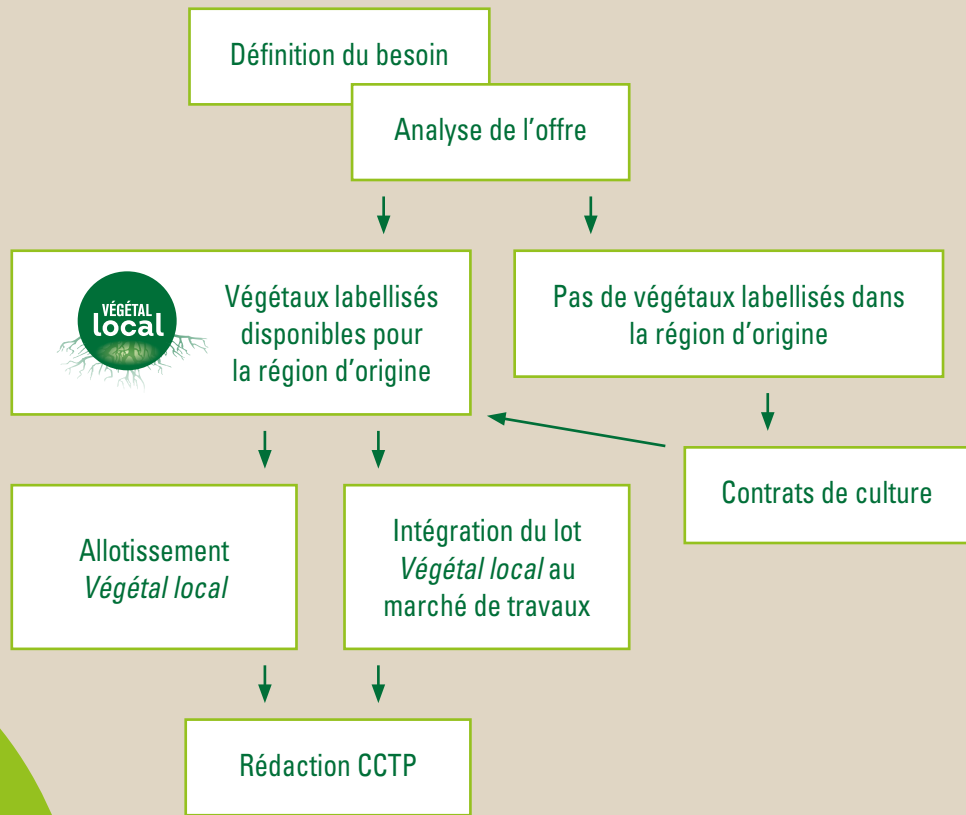 Définition du besoin
Analyse de l’offre
VÉGÉTAL
local
Végétaux labellisés
disponibles pour
la région d’origine
Pas de végétaux labellisés dans
la région d’origine
Contrats de culture
Allotissement
Végétal local
Intégration du lot
Végétal local au
marché de travaux
Rédaction CCTP